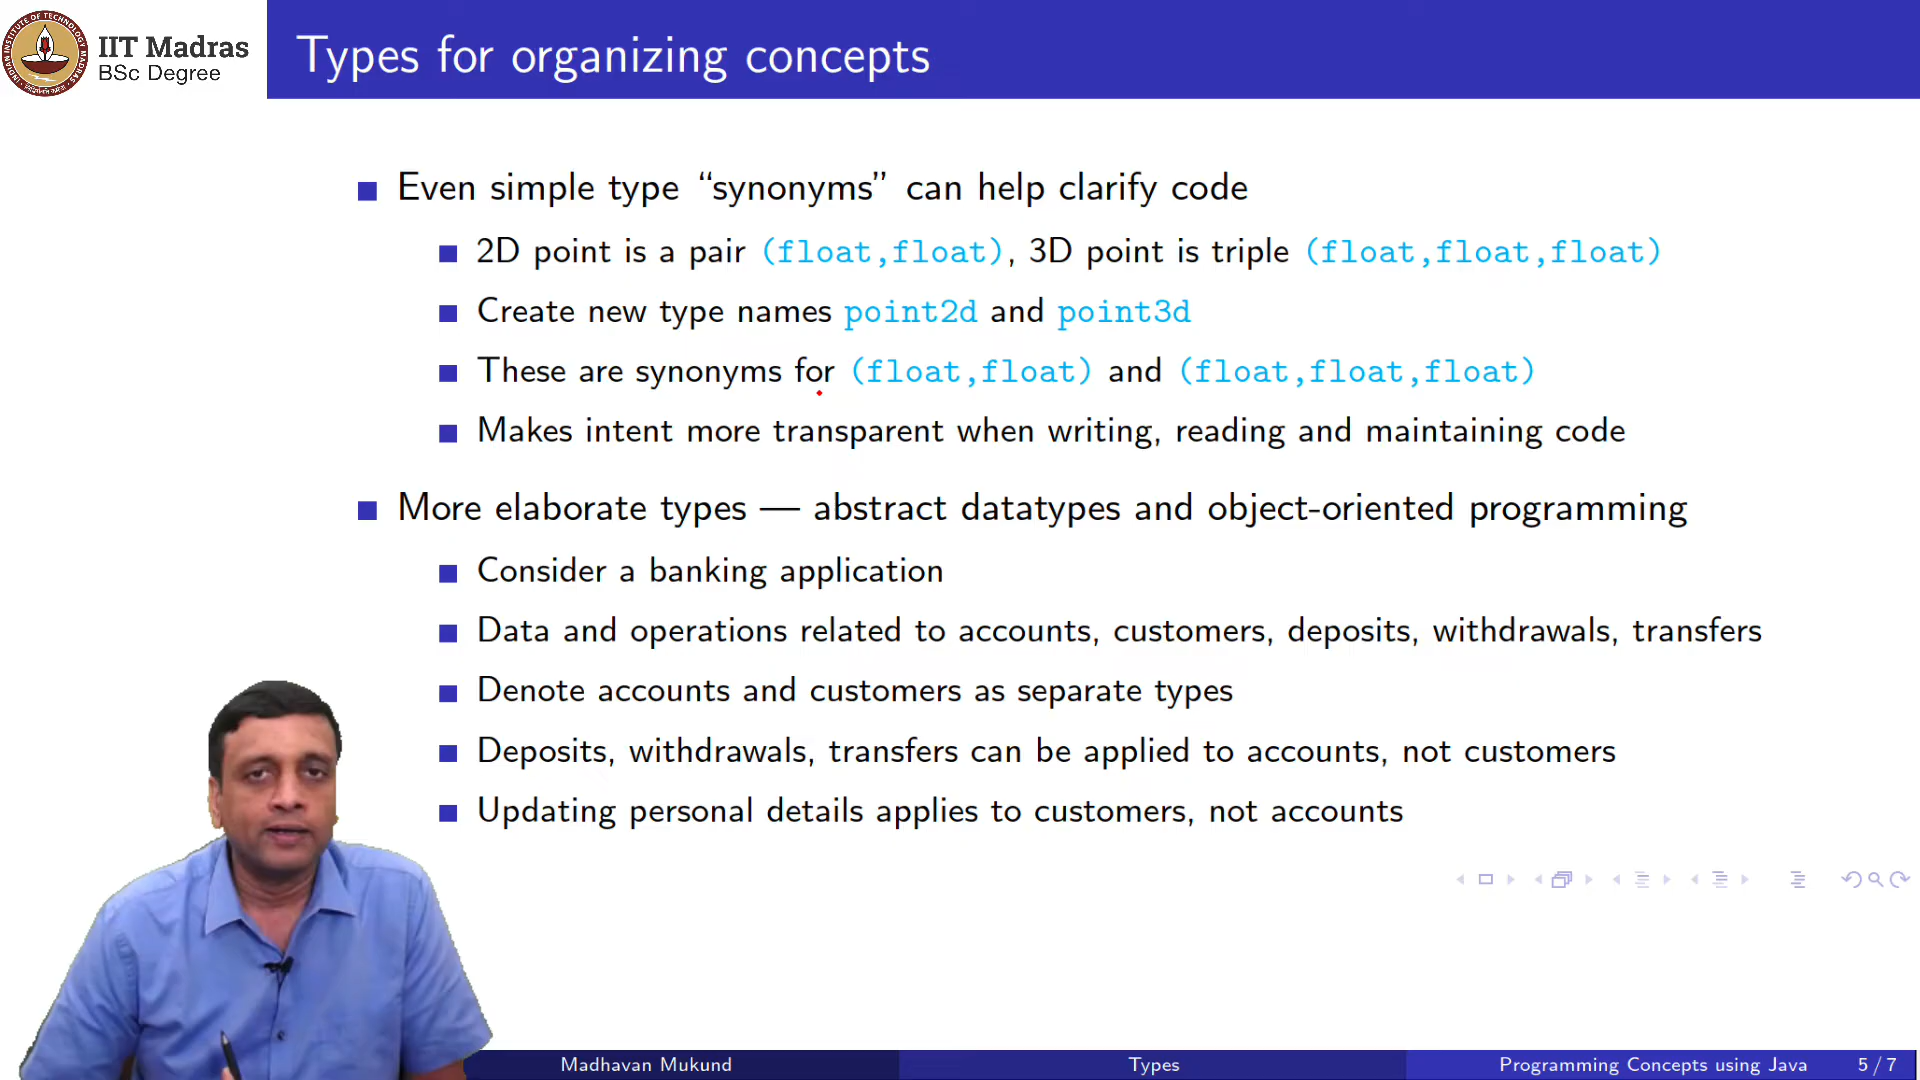 IIT Madras
BSc Degree
Types for organizing concepts
Even simple type “synonyms” can help clarify code
2D point is a pair (float,float), 3D point is triple (float,float,float)
Create new type names point2d and point3d
These are synonyms for (float,float) and (float,float,float)
Makes intent more transparent when writing, reading and maintaining code
More elaborate types — abstract datatypes and object-oriented programming
Consider a banking application
Data and operations related to accounts, customers, deposits, withdrawals, transfers
Denote accounts and customers as separate types
Deposits, withdrawals, transfers can be applied to accounts, not customers
Updating personal details applies to customers, not accounts
Madhavan Mukund
Types
Programming Concepts using Java
5 / 7